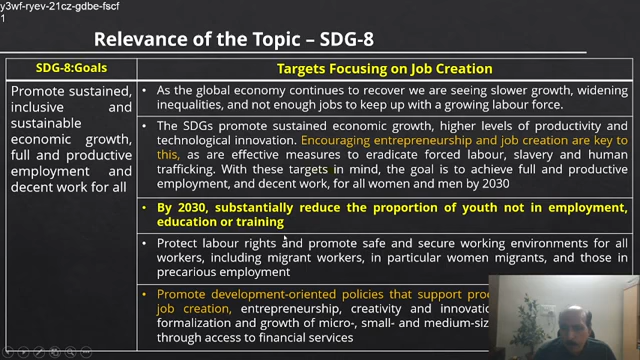 y3wf-ryev-21cz-gdbe-fscf
1
Relevance of the Topic – SDG-8
SDG-8:Goals
Targets Focusing on Job Creation
Promote sustained,
inclusive and
sustainable
economic growth,
full and productive
employment and
decent work for all
• As the global economy continues to recover we are seeing slower growth, widening
inequalities, and not enough jobs to keep up with a growing labour force.
• The SDGs promote sustained economic growth, higher levels of productivity and
technological innovation. Encouraging entrepreneurship and job creation are key to
this, as are effective measures to eradicate forced labour, slavery and human
trafficking. With these targets in mind, the goal is to achieve full and productive
employment, and decent work, for all women and men by 2030
• By 2030, substantially reduce the proportion of youth not in employment,
education or training
• Protect labour rights and promote safe and secure working environments for all
workers, including migrant workers, in particular women migrants, and those in
precarious employment
• Promote development-oriented policies that support
job creation, entrepreneurship, creativity and
formalization and growth of micro-, small- and
through access to financial services